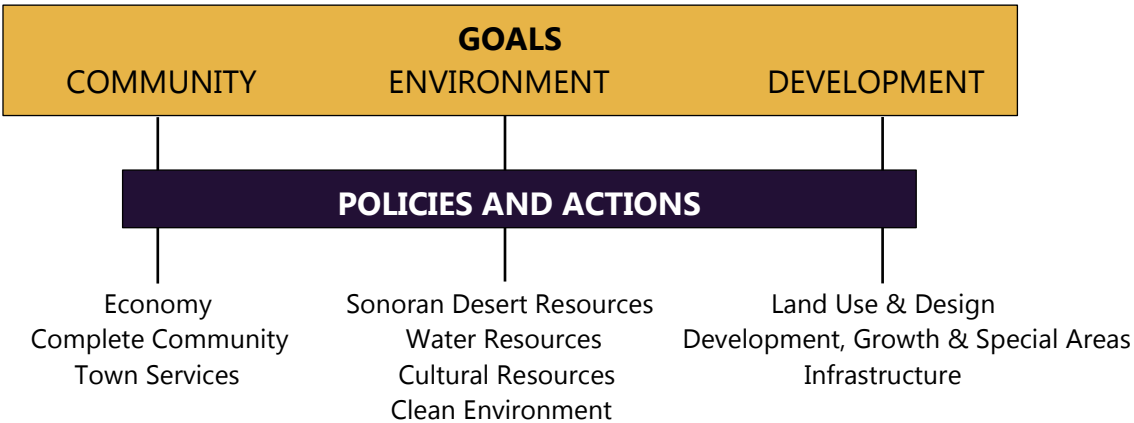 GOALS
COMMUNITY ENVIRONMENT DEVELOPMENT
POLICIES AND ACTIONS
Economy
Complete Community
Town Services
Sonoran Desert Resources
Water Resources
Cultural Resources
Clean Environment
Land Use & Design
Development, Growth & Special Areas
Infrastructure